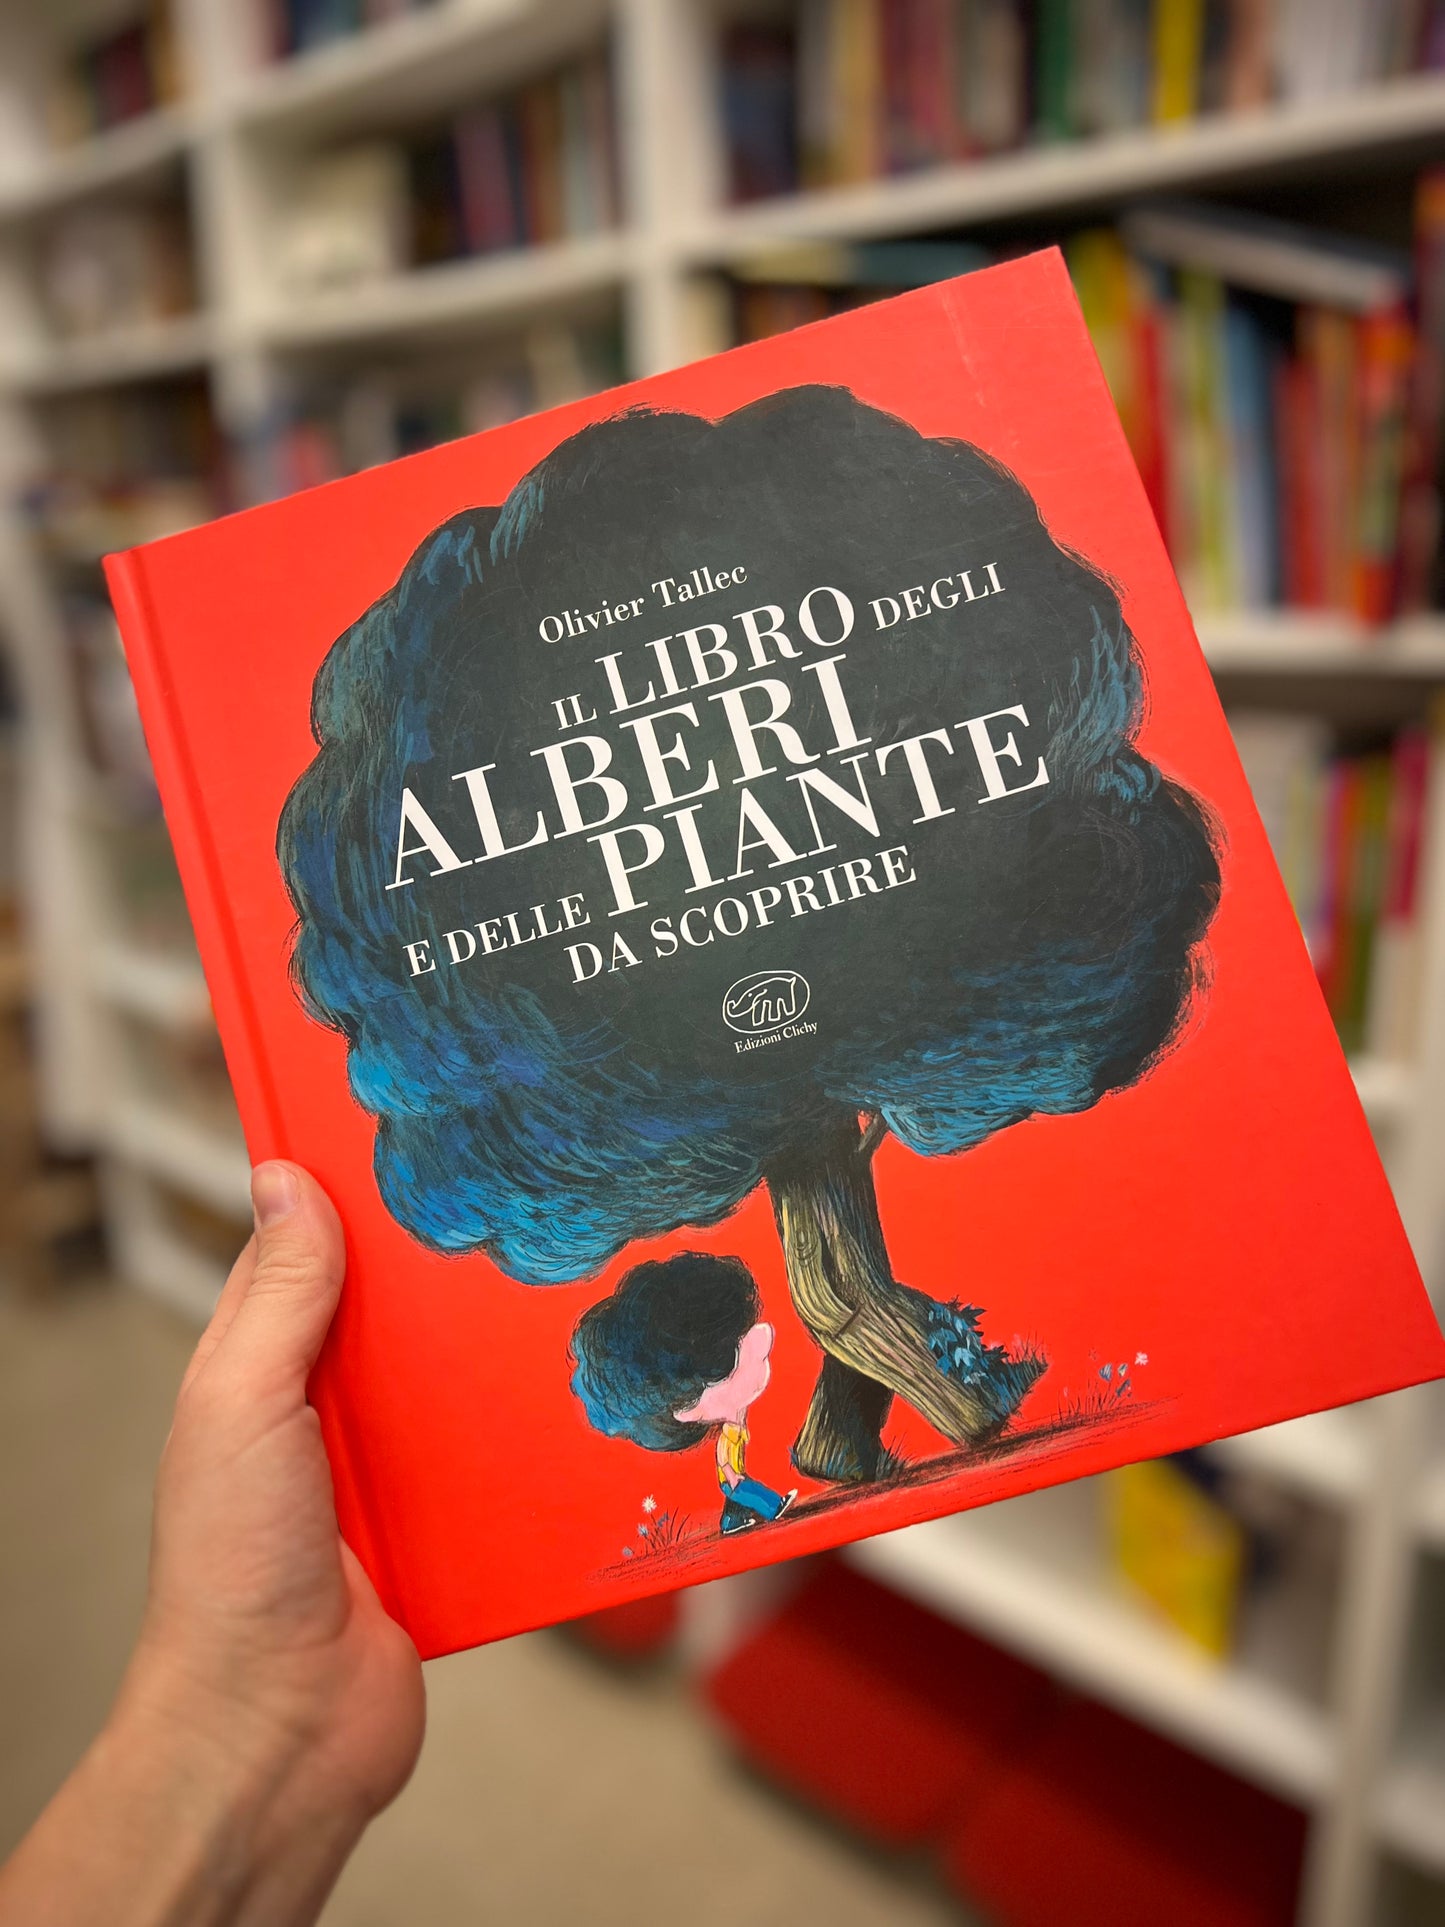 Olivier Tallec
IL LIBRO DEGLI
ALBERI
E DELLE PIANTE
DA SCOPRIRE
Edizioni Clichy